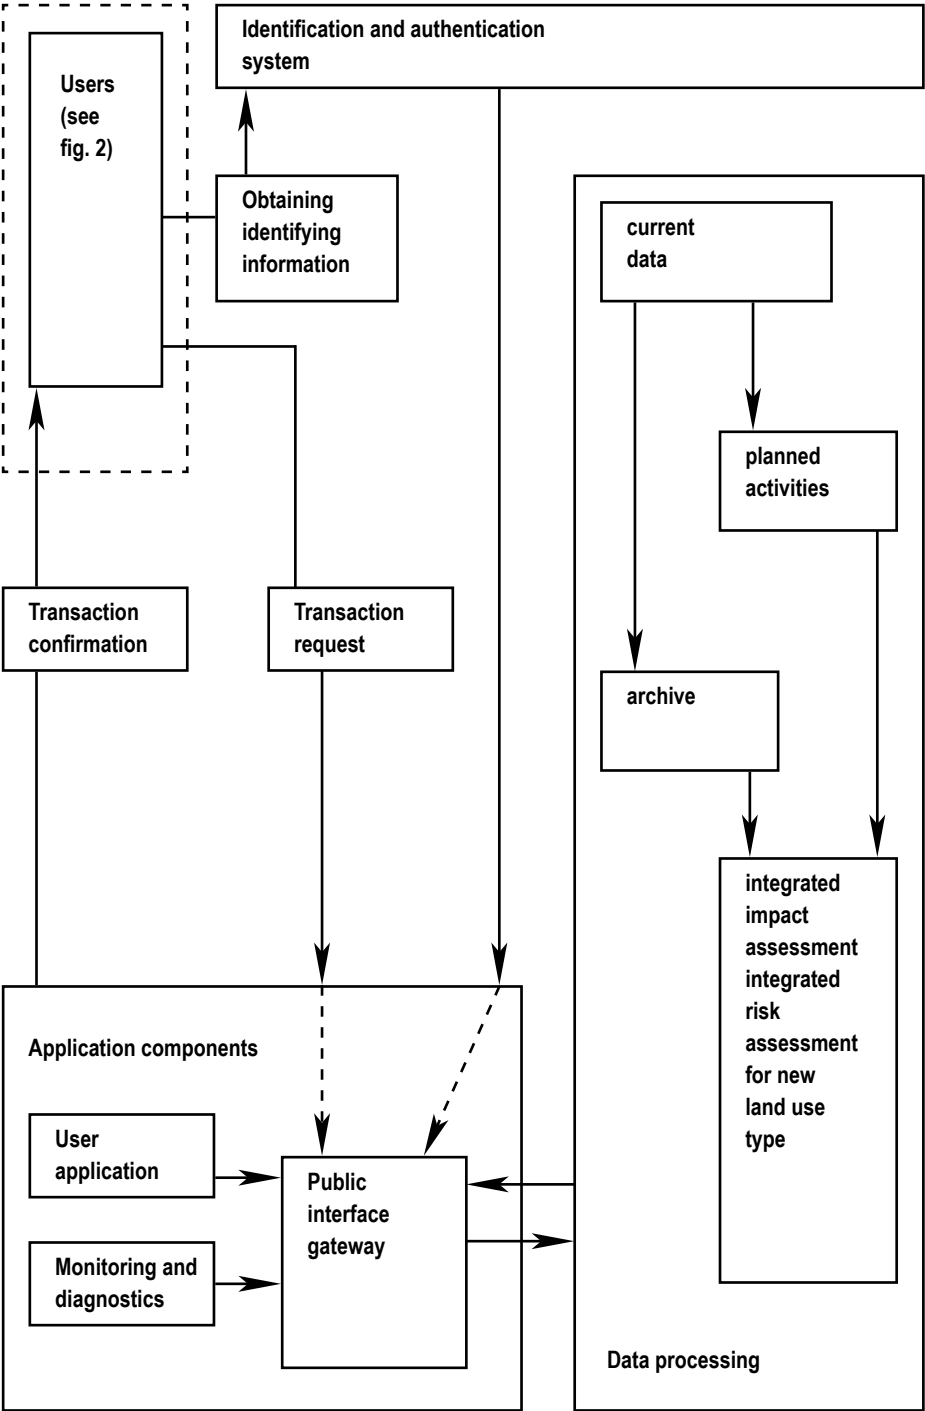 Users
(see
fig. 2)
Identification and authentication
system
Obtaining
identifying
information
current
data
planned
activities
Transaction
confirmation
Transaction
request
archive
integrated
impact
assessment
integrated
risk
assessment
for new
land use
type
Application components
User
application
Public
interface
gateway
Monitoring and
diagnostics
Data processing